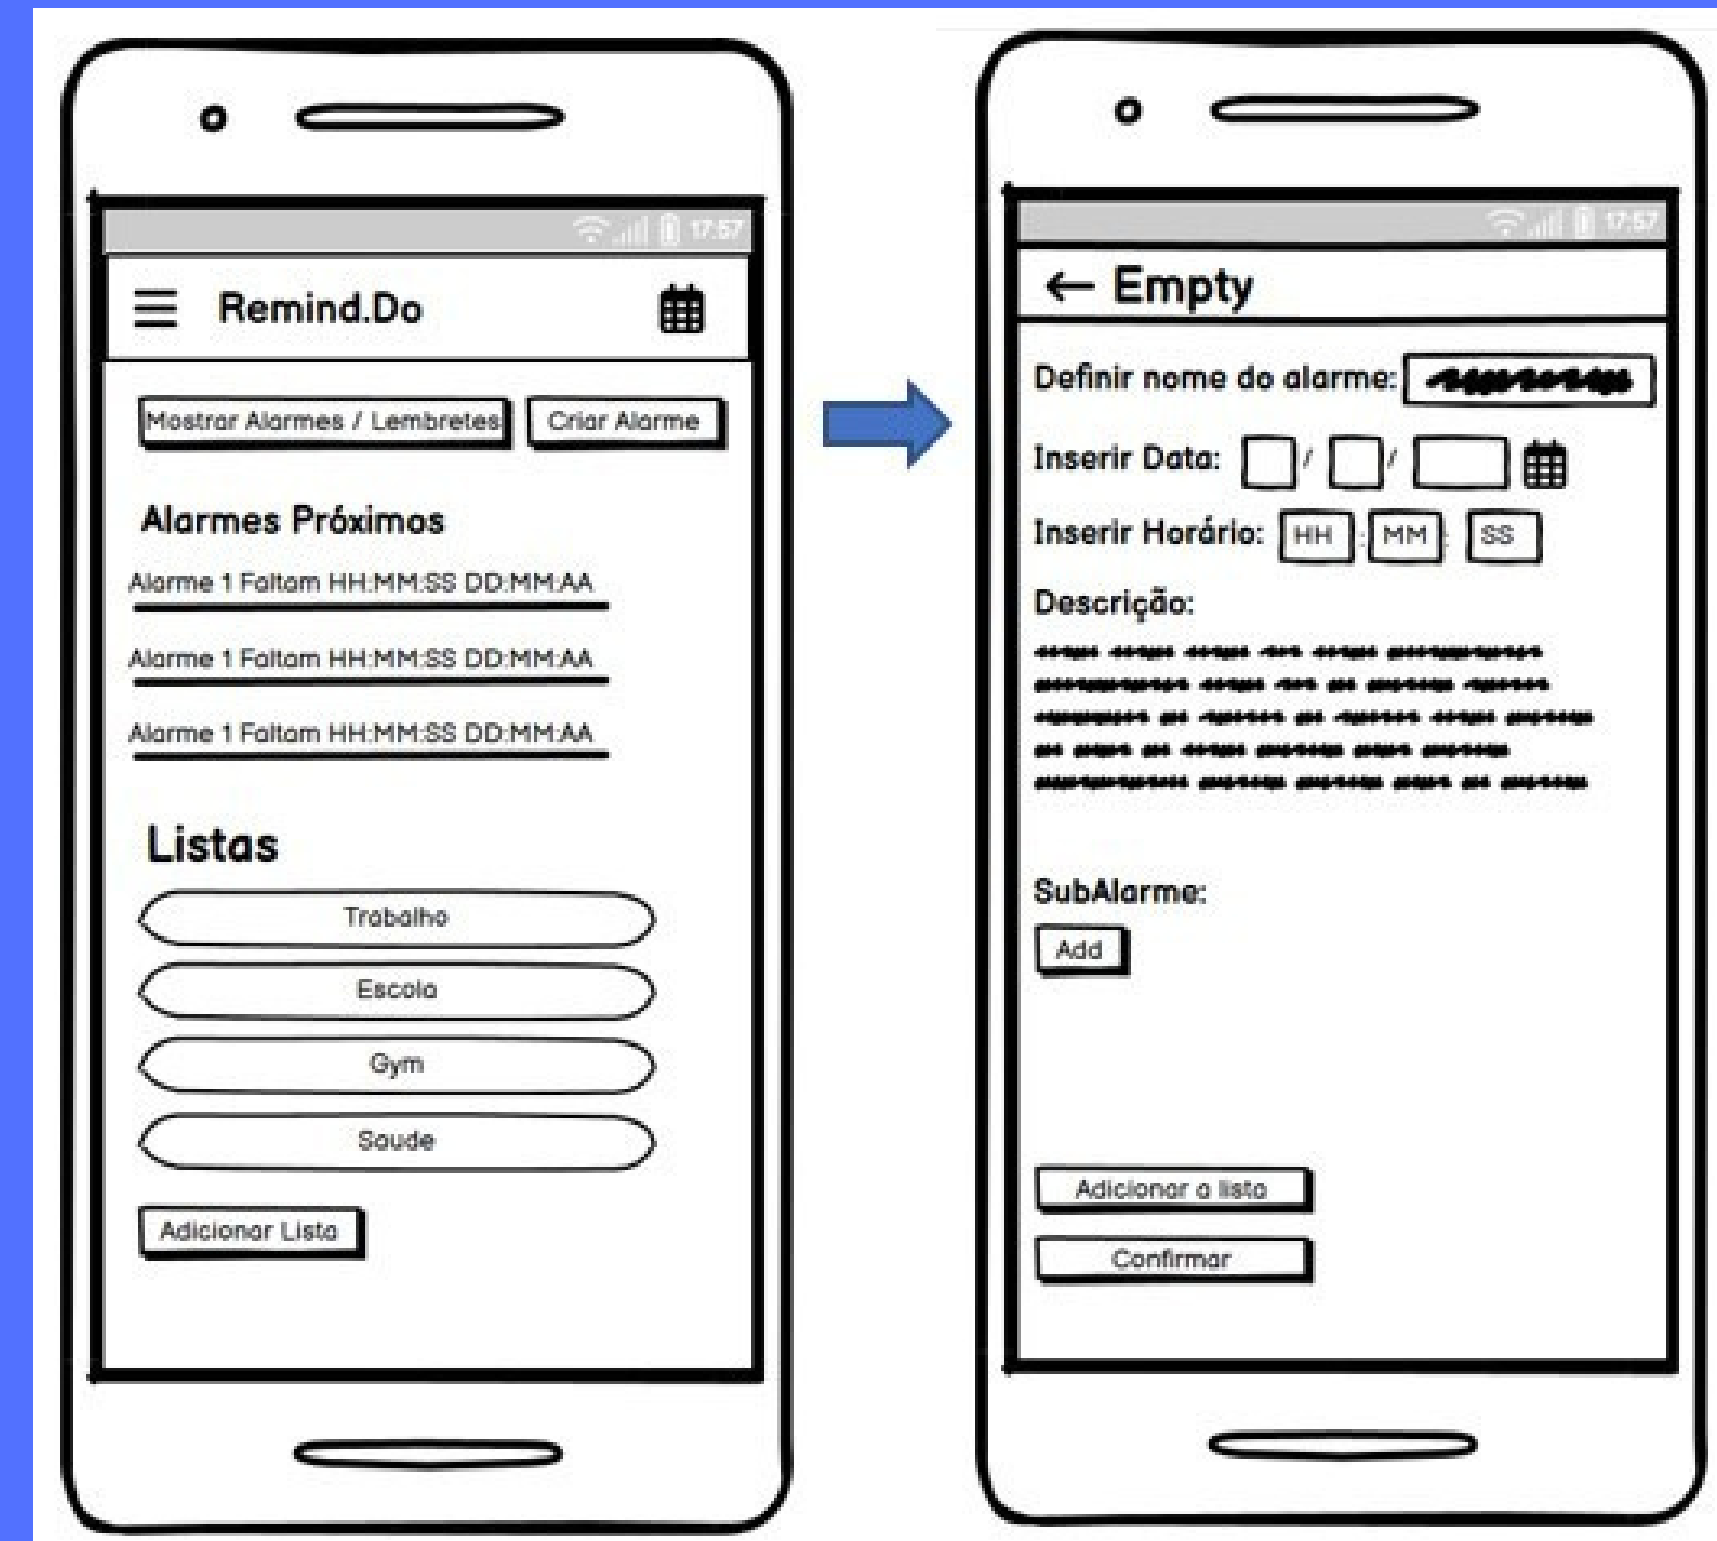 17:57
Remind.Do
Mostrar Alarmes / Lembretes
Criar Alarme
Alarmes Próximos
Alarme 1 Faltam HH:MM:SS DD:MM:AA
Alarme 1 Faltam HH:MM:SS DD:MM:AA
Alarme 1 Faltam HH:MM:SS DD:MM:AA
Listas
Trabalho
Escola
Gym
Saude
Adicionar Lista
17:57
Empty
Definir nome do alarme:
Inserir Data: / /
Inserir Horário: HH : MM : SS
Descrição:
SubAlarme:
Add
Adicionar a lista
Confirmar